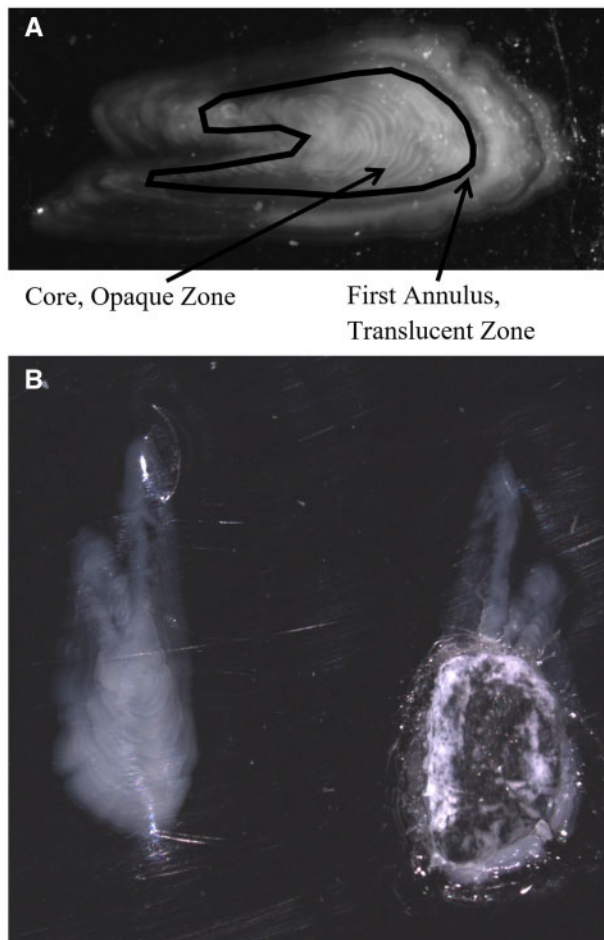 A
Core, Opaque Zone
First Annulus,
Translucent Zone
B